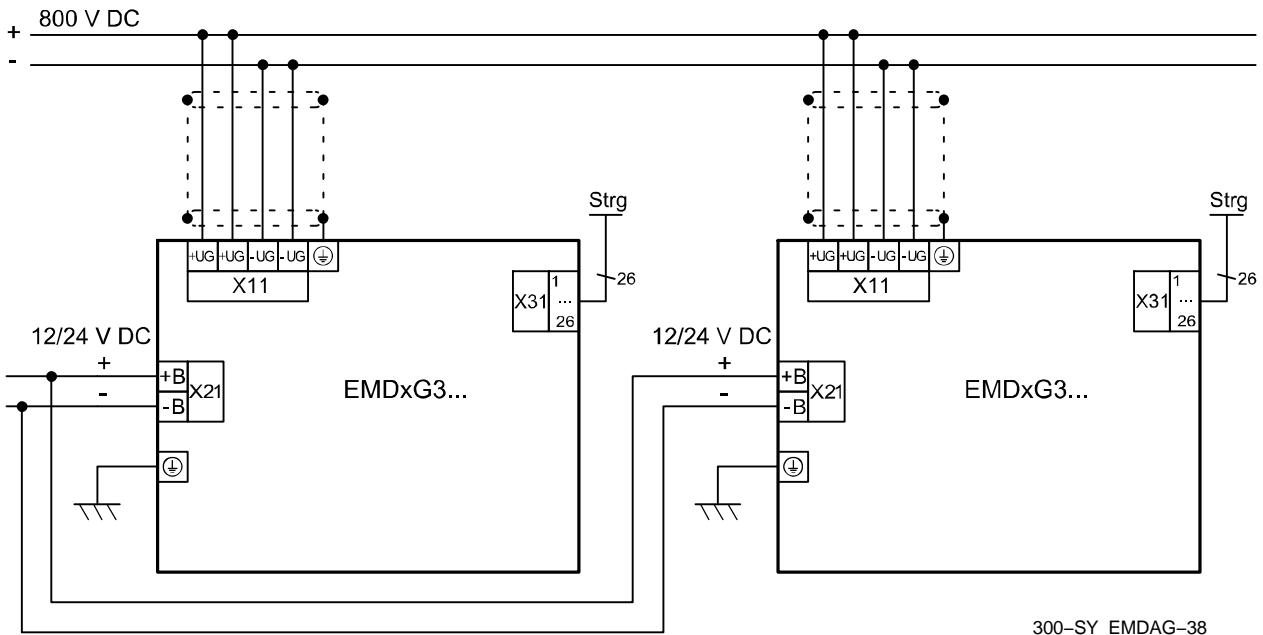 800 V DC
+
-
Strg
Strg
+UG +UG -UG -UG
+UG +UG -UG -UG
X11
X11
X31 1 ... 26
26
X31 1 ... 26
26
12/24 V DC
12/24 V DC
+
-
+
-
+B
-B
X21
EMDxG3...
+B
-B
X21
EMDxG3...
300-SY EMDAG-38